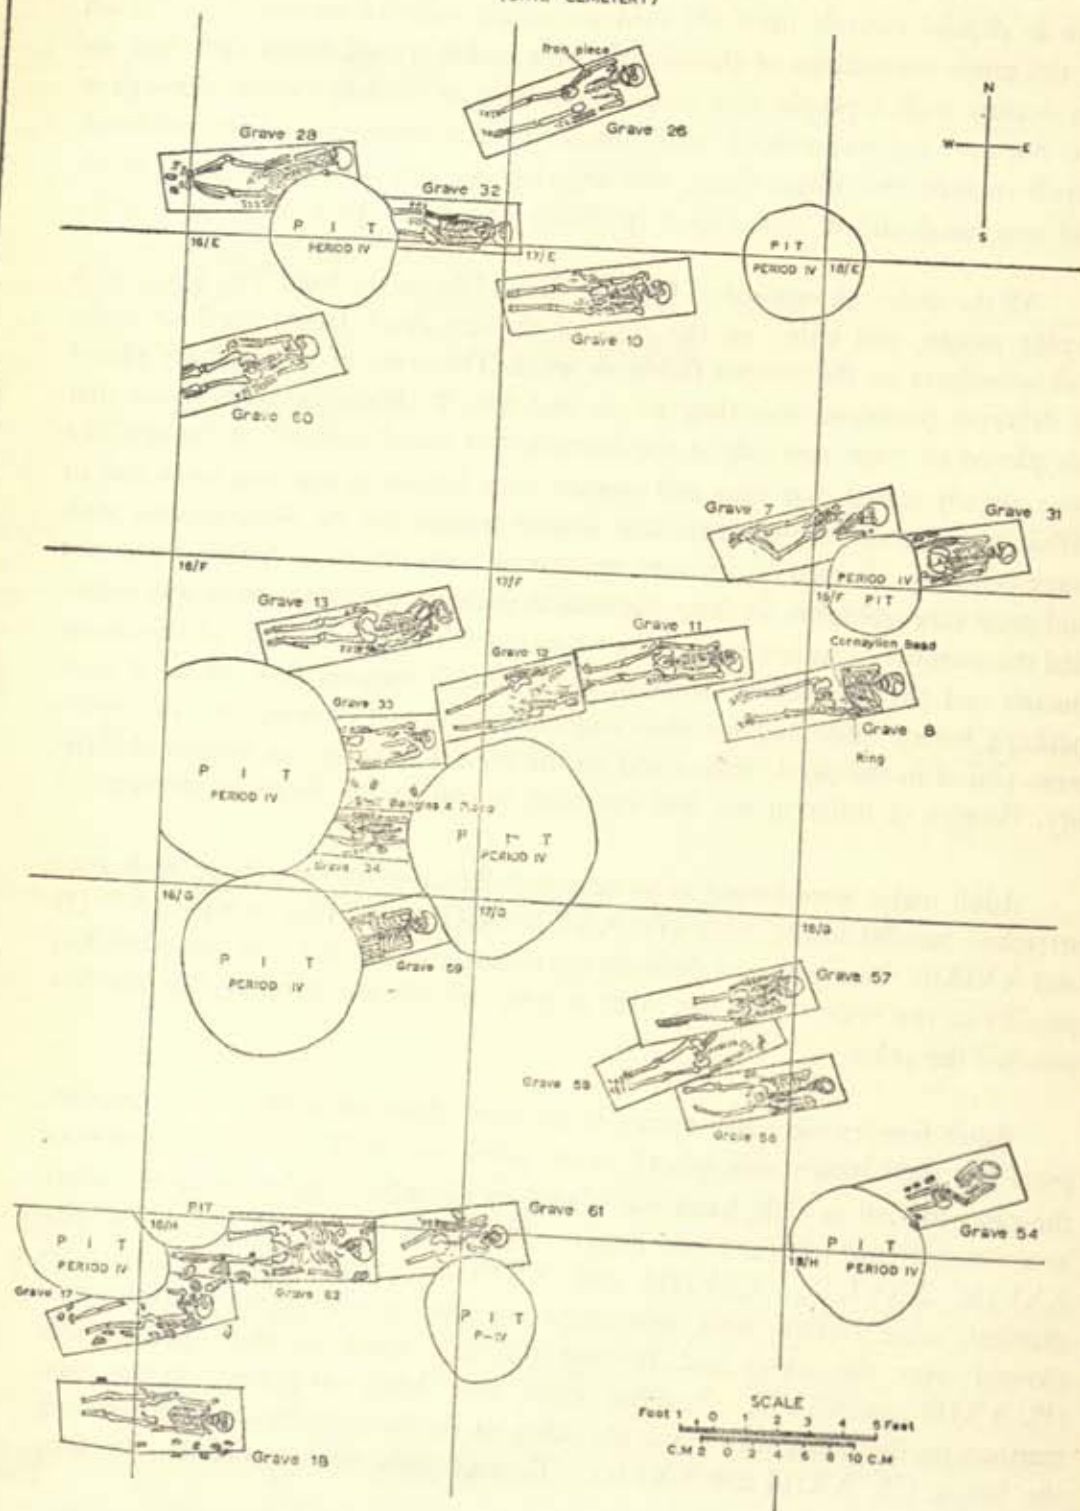 CEMETERY)
Iron piece
Grave 26
N
W E
S
Grave 28
Grave 32
P I T
PERIOD IV
16/E
17/E
PIT
PERIOD IV
18/E
Grave 10
Grave 60
Grave 7
Grave 31
16/F
17/F
PERIOD IV
PIT
Grave 13
Grave 11
Grave 12
Carnaylion Bead
Grave 33
Grave 8
Ring
P I T
PERIOD IV
Shell Bangles &
P I T
PERIOD IV
Grave 34
16/G
17/G
18/G
P I T
PERIOD IV
Grave 59
Grave 57
Grave 58
PIT
16/H
Grave 61
Grave 54
P I T
PERIOD IV
P I T
PERIOD IV
18/H
Grave 17
Grave 62
P I T
P-IV
Grave 18
SCALE
Foot 1 0 1 2 3 4 5 Feet
C.M 2 0 2 4 6 8 10 C.M